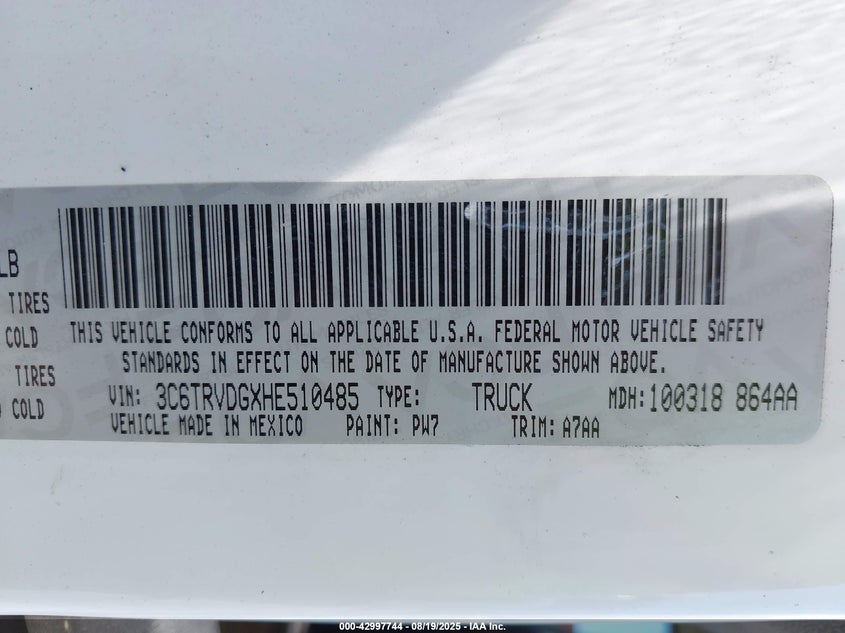 LB
TIRES
COLD
TIRES
COLD
THIS VEHICLE CONFORMS TO ALL APPLICABLE U.S.A. FEDERAL MOTOR VEHICLE SAFETY
STANDARDS IN EFFECT ON THE DATE OF MANUFACTURE SHOWN ABOVE.
VIN: 3C6TRVDGXHE510485 TYPE: TRUCK MDH:100318 864AA
VEHICLE MADE IN MEXICO PAINT: PW7 TRIM: A7AA
000-42997744 - 08/19/2025 - IAA Inc.